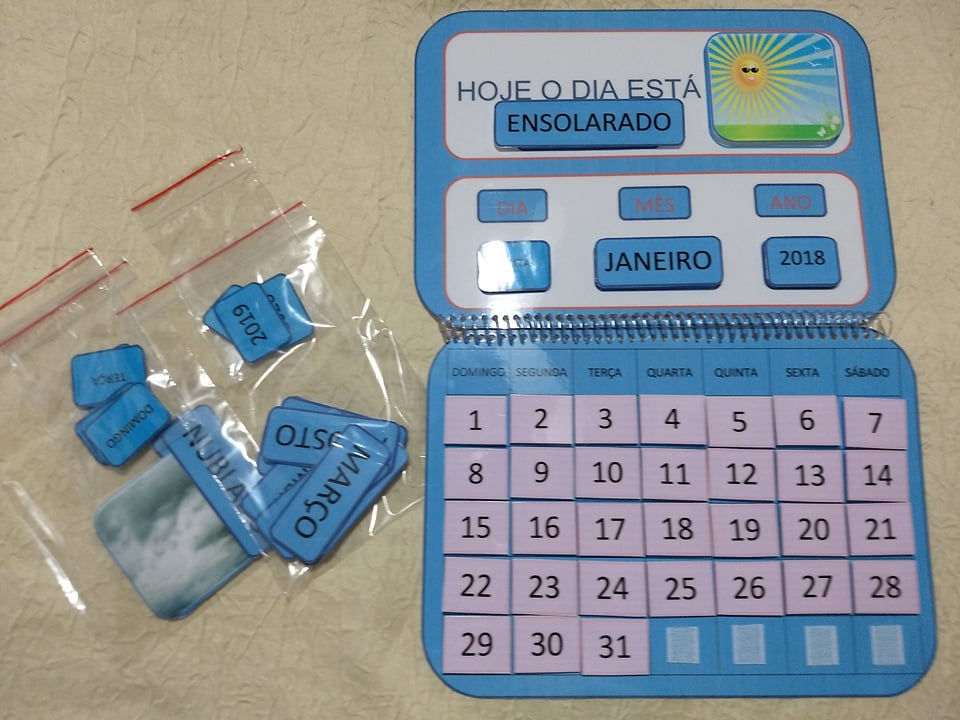 HOJE O DIA ESTÁ
ENSOLARADO
DIA MÊS ANO
JANEIRO 2018
DOMINGO SEGUNDA TERÇA QUARTA QUINTA SEXTA SÁBADO
1 2 3 4 5 6 7
8 9 10 11 12 13 14
15 16 17 18 19 20 21
22 23 24 25 26 27 28
29 30 31
2019
TERÇA
DOMINGO
MARÇO